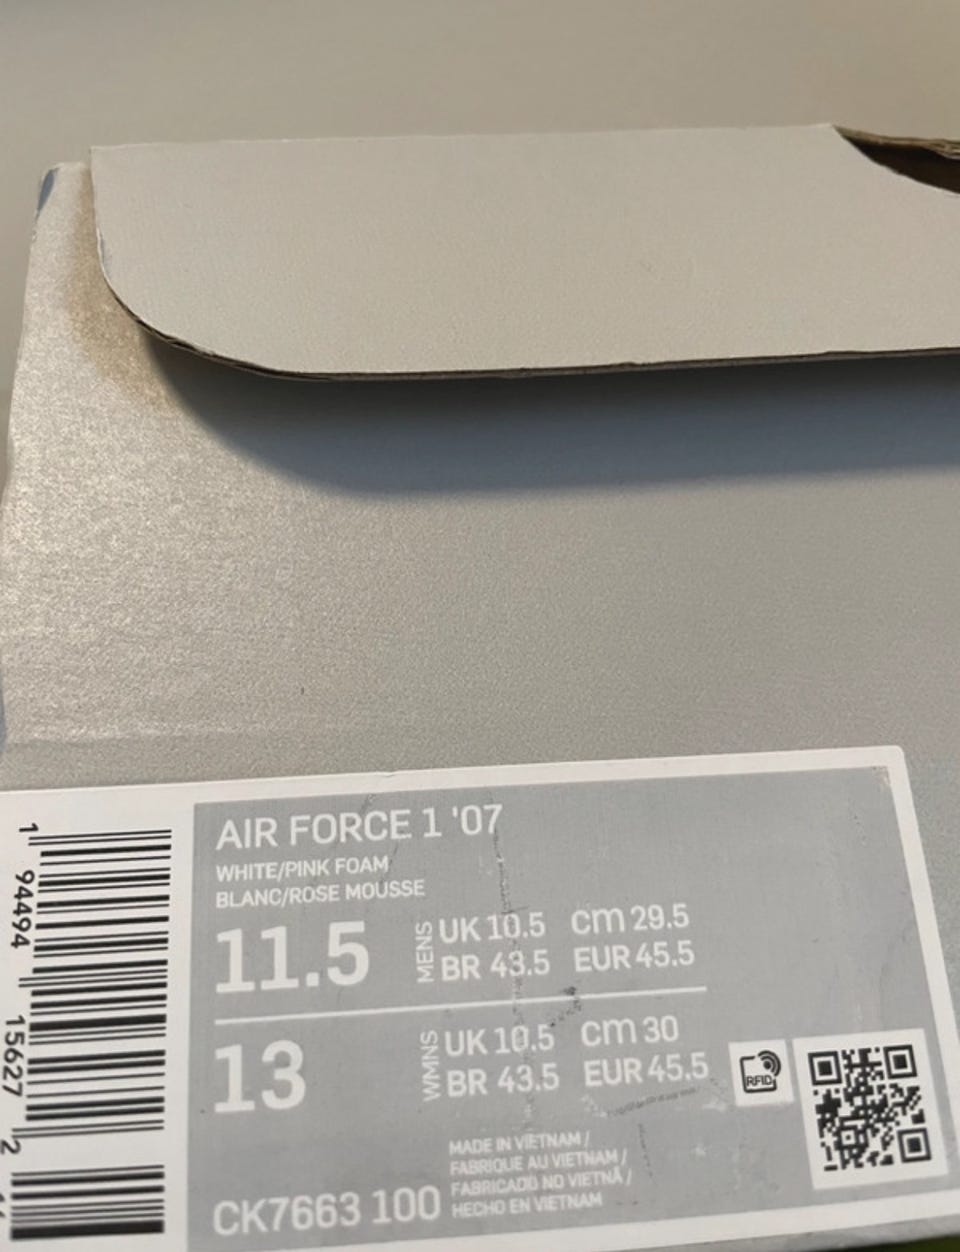 AIR FORCE 1 '07
WHITE/PINK FOAM
BLANC/ROSE MOUSSE
11.5 MENS UK 10.5 cm 29.5
BR 43.5 EUR 45.5
13 WMNS UK 10.5 cm 30
BR 43.5 EUR 45.5
RFID
MADE IN VIETNAM /
FABRIQUE AU VIETNAM /
FABRICADO NO VIETNÃ /
HECHO EN VIETNAM
CK7663 100
1 94494 15627 2